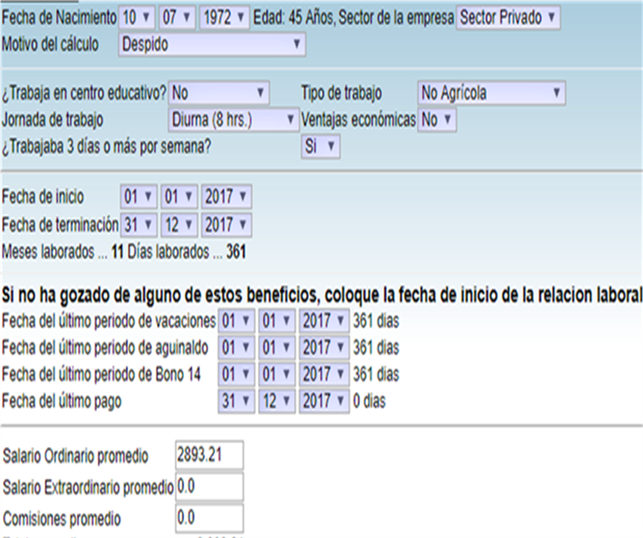 Fecha de Nacimiento 10 07 1972 Edad: 45 Años, Sector de la empresa Sector Privado
Motivo del cálculo Despido
¿Trabaja en centro educativo? No Tipo de trabajo No Agrícola
Jornada de trabajo Diurna (8 hrs.) Ventajas económicas No
¿Trabajaba 3 días o más por semana? Si
Fecha de inicio 01 01 2017
Fecha de terminación 31 12 2017
Meses laborados ... 11 Días laborados ... 361
Si no ha gozado de alguno de estos beneficios, coloque la fecha de inicio de la relacion laboral
Fecha del último periodo de vacaciones 01 01 2017 361 dias
Fecha del último periodo de aguinaldo 01 01 2017 361 dias
Fecha del último periodo de Bono 14 01 01 2017 361 dias
Fecha del último pago 31 12 2017 0 dias
Salario Ordinario promedio 2893.21
Salario Extraordinario promedio 0.0
Comisiones promedio 0.0